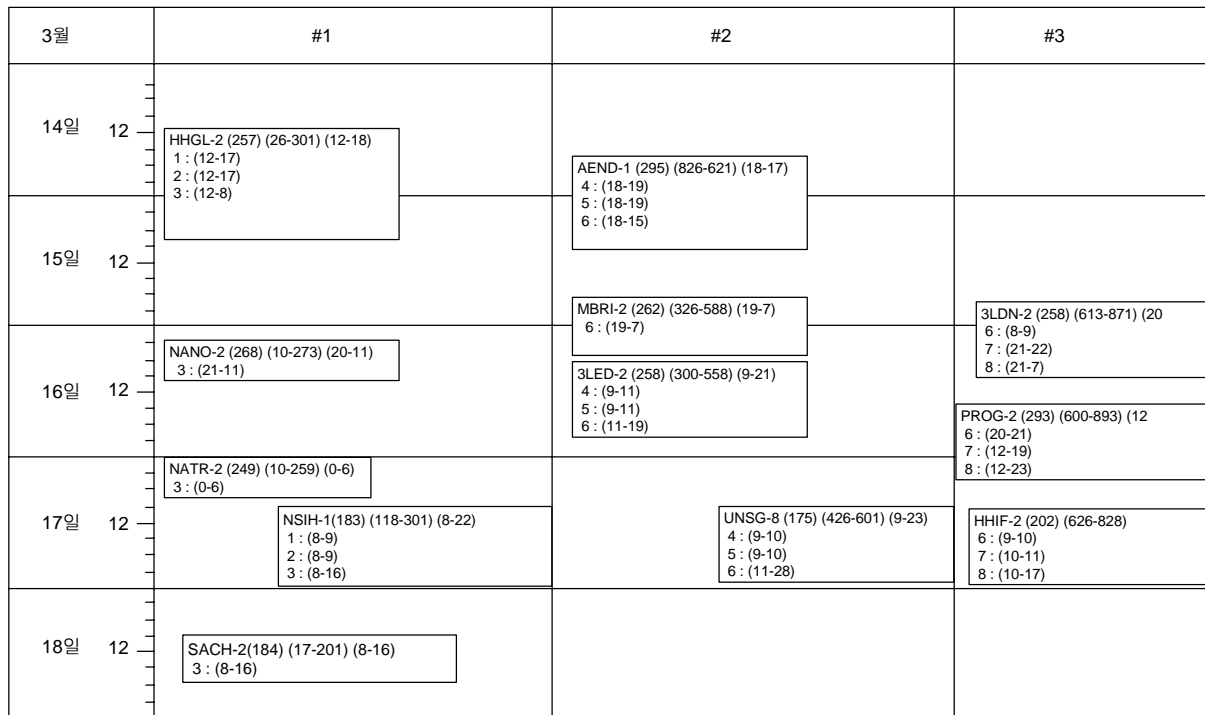 3월 #1 #2 #3
14일 12
HHGL-2 (257) (26-301) (12-18)
1 : (12-17)
2 : (12-17)
3 : (12-8)
AEND-1 (295) (826-621) (18-17)
4 : (18-19)
5 : (18-19)
6 : (18-15)
15일 12
MBRI-2 (262) (326-588) (19-7)
6 : (19-7)
3LDN-2 (258) (613-871) (20
6 : (8-9)
7 : (21-22)
8 : (21-7)
16일 12
NANO-2 (268) (10-273) (20-11)
3 : (21-11)
3LED-2 (258) (300-558) (9-21)
4 : (9-11)
5 : (9-11)
6 : (11-19)
PROG-2 (293) (600-893) (12
6 : (20-21)
7 : (12-19)
8 : (12-23)
17일 12
NATR-2 (249) (10-259) (0-6)
3 : (0-6)
NSIH-1(183) (118-301) (8-22)
1 : (8-9)
2 : (8-9)
3 : (8-16)
UNSG-8 (175) (426-601) (9-23)
4 : (9-10)
5 : (9-10)
6 : (11-28)
HHIF-2 (202) (626-828)
6 : (9-10)
7 : (10-11)
8 : (10-17)
18일 12
SACH-2(184) (17-201) (8-16)
3 : (8-16)